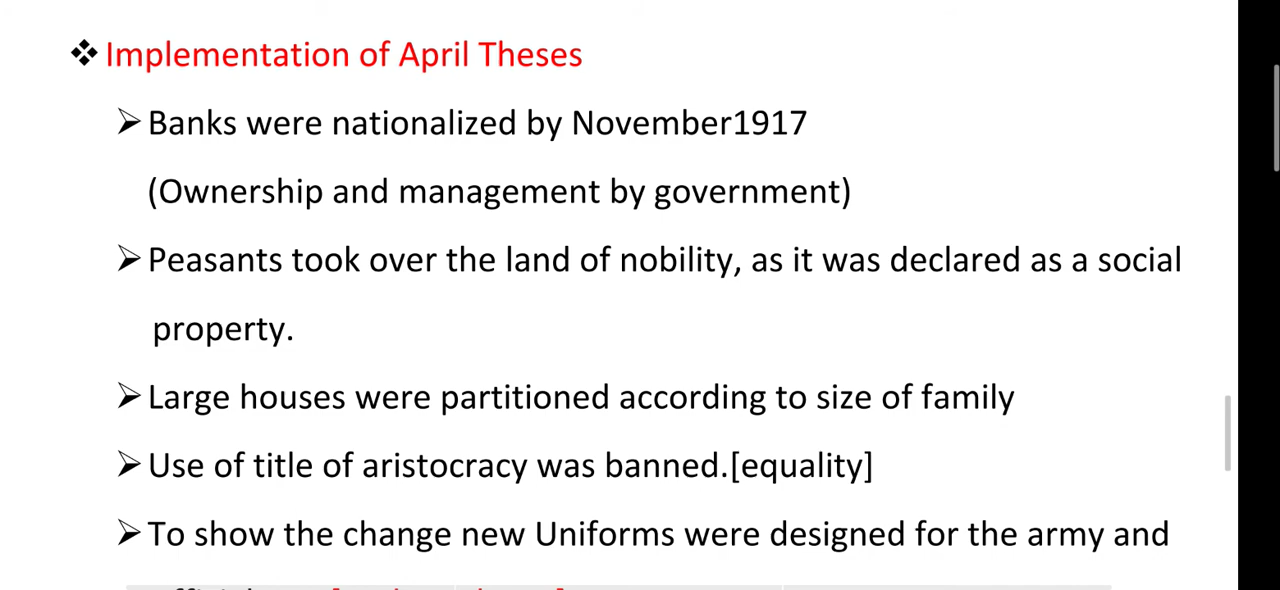 ❖ Implementation of April Theses
➢ Banks were nationalized by November1917
(Ownership and management by government)
➢ Peasants took over the land of nobility, as it was declared as a social
property.
➢ Large houses were partitioned according to size of family
➢ Use of title of aristocracy was banned.[equality]
➢ To show the change new Uniforms were designed for the army and